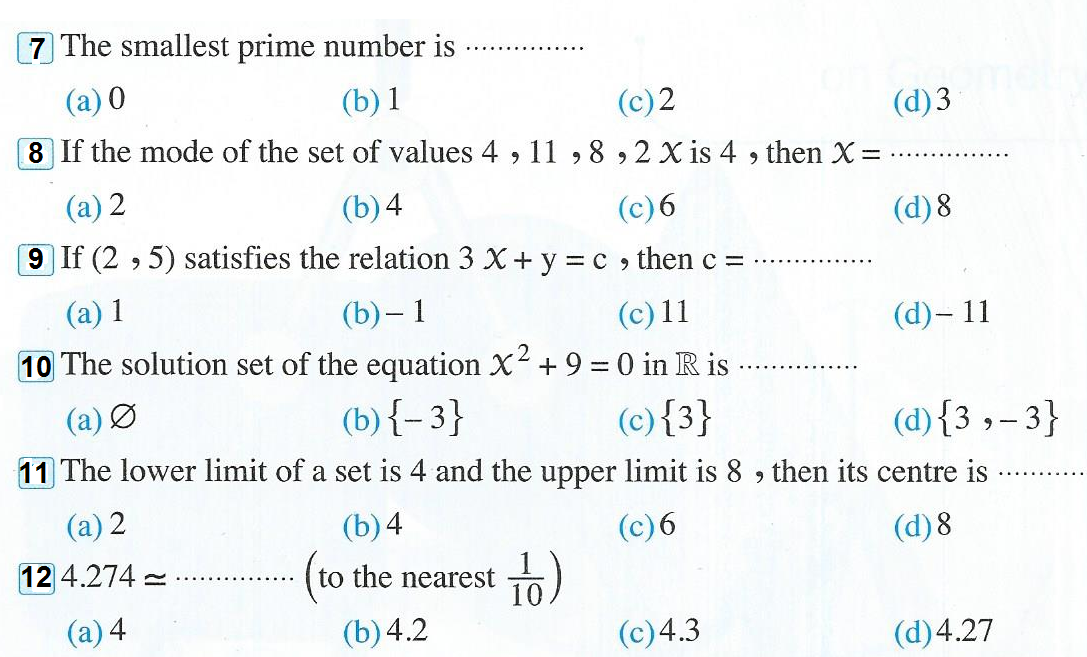 7 The smallest prime number is ...............
(a) 0 (b) 1 (c) 2 (d) 3
8 If the mode of the set of values 4 , 11 , 8 , 2 X is 4 , then X = ...............
(a) 2 (b) 4 (c) 6 (d) 8
9 If (2 , 5) satisfies the relation 3 X + y = c , then c = ...............
(a) 1 (b) – 1 (c) 11 (d) – 11
10 The solution set of the equation X² + 9 = 0 in ℝ is ...............
(a) ∅ (b) {– 3} (c) {3} (d) {3 , – 3}
11 The lower limit of a set is 4 and the upper limit is 8 , then its centre is ...........
(a) 2 (b) 4 (c) 6 (d) 8
12 4.274 ≃ ............... (to the nearest 1/10)
(a) 4 (b) 4.2 (c) 4.3 (d) 4.27